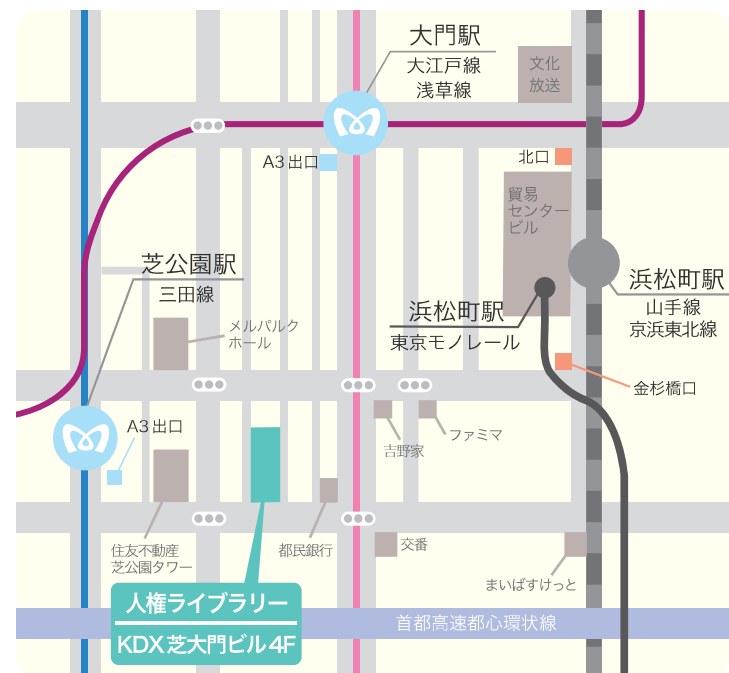 大門駅
大江戸線
浅草線
文化
放送
A3 出口
北口
貿易
センター
ビル
芝公園駅
三田線
浜松町駅
山手線
京浜東北線
浜松町駅
東京モノレール
メルパルク
ホール
金杉橋口
A3 出口
吉野家
ファミマ
住友不動産
芝公園タワー
都民銀行
交番
まいばすけっと
人権ライブラリー
KDX 芝大門ビル 4F
首都高速都心環状線